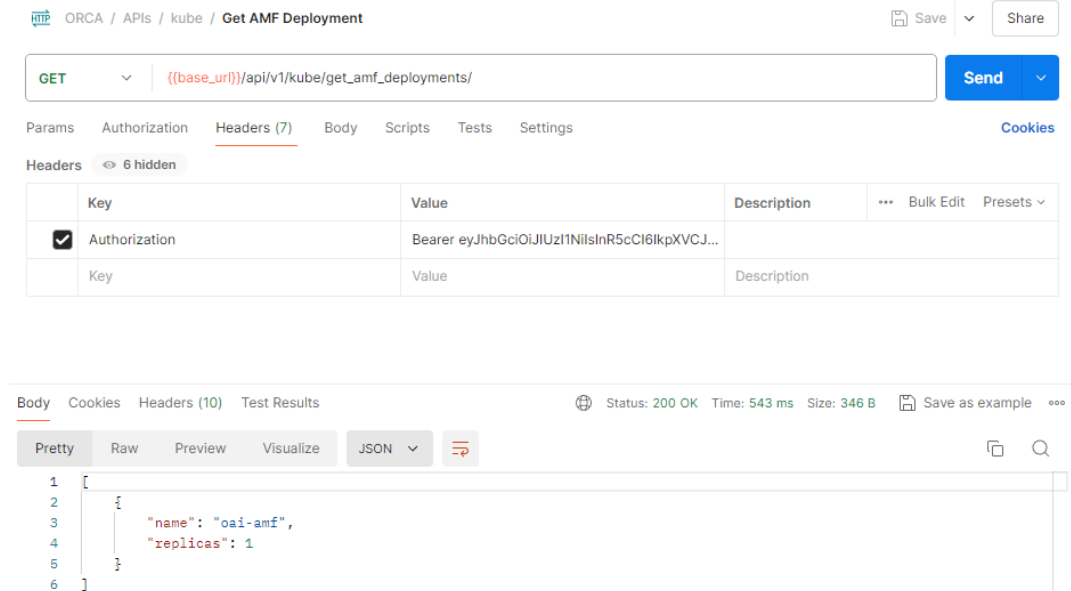 HTTP ORCA / APIs / kube / Get AMF Deployment Save Share
GET {{base_url}}/api/v1/kube/get_amf_deployments/ Send
Params Authorization Headers (7) Body Scripts Tests Settings Cookies
Headers 6 hidden
Key Value Description ••• Bulk Edit Presets
Authorization Bearer eyJhbGciOiJIUzI1NiIsInR5cCI6IkpXVCJ...
Key Value Description
Body Cookies Headers (10) Test Results Status: 200 OK Time: 543 ms Size: 346 B Save as example
Pretty Raw Preview Visualize JSON
1 [
2 {
3 "name": "oai-amf",
4 "replicas": 1
5 }
6 ]